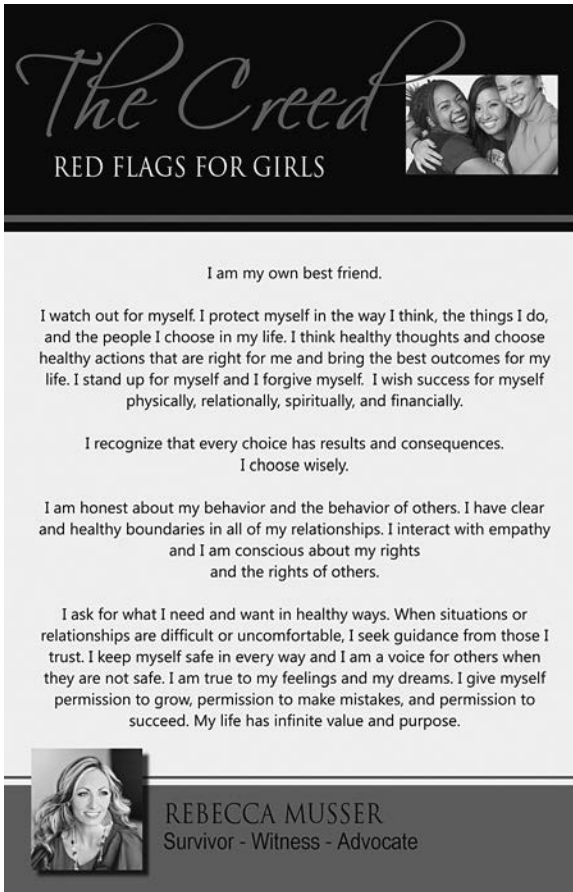 The Creed
RED FLAGS FOR GIRLS
I am my own best friend.
I watch out for myself. I protect myself in the way I think, the things I do,
and the people I choose in my life. I think healthy thoughts and choose
healthy actions that are right for me and bring the best outcomes for my
life. I stand up for myself and I forgive myself.  I wish success for myself
physically, relationally, spiritually, and financially.
I recognize that every choice has results and consequences.
I choose wisely.
I am honest about my behavior and the behavior of others. I have clear
and healthy boundaries in all of my relationships. I interact with empathy
and I am conscious about my rights
and the rights of others.
I ask for what I need and want in healthy ways. When situations or
relationships are difficult or uncomfortable, I seek guidance from those I
trust. I keep myself safe in every way and I am a voice for others when
they are not safe. I am true to my feelings and my dreams. I give myself
permission to grow, permission to make mistakes, and permission to
succeed. My life has infinite value and purpose.
REBECCA MUSSER
Survivor - Witness - Advocate